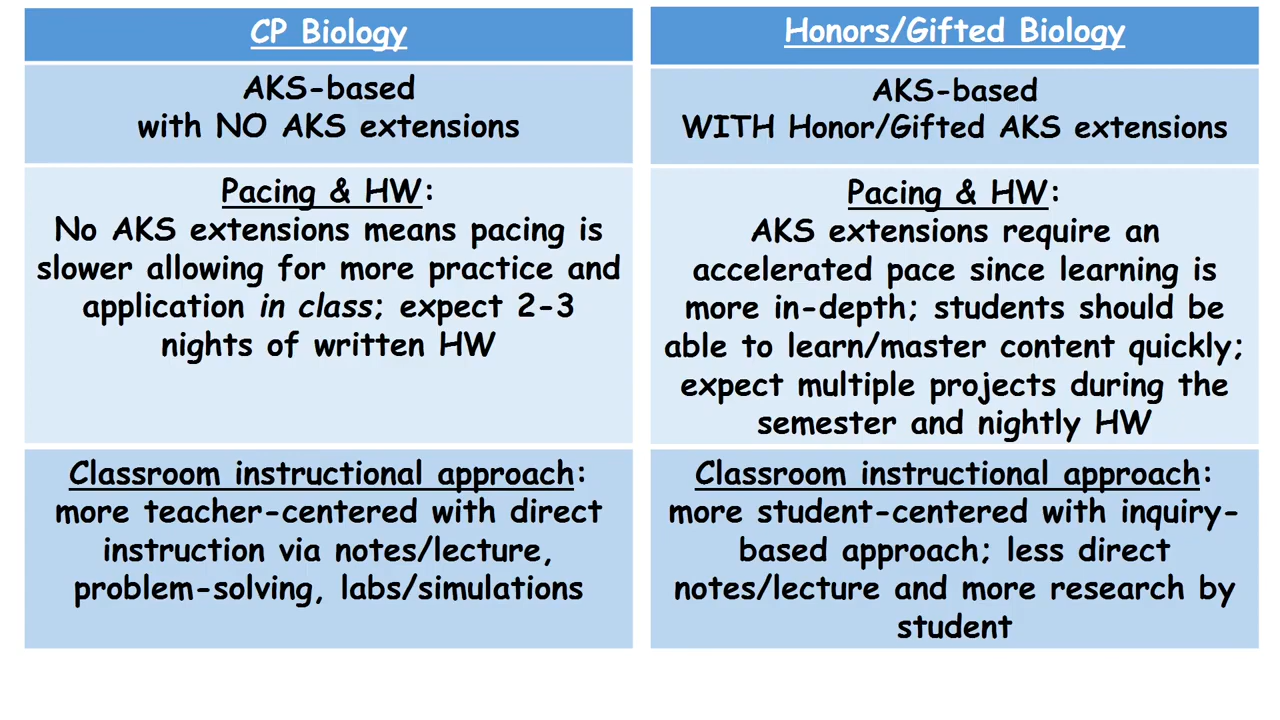 CP Biology
AKS-based
with NO AKS extensions
Pacing & HW:
No AKS extensions means pacing is
slower allowing for more practice and
application in class; expect 2-3
nights of written HW
Classroom instructional approach:
more teacher-centered with direct
instruction via notes/lecture,
problem-solving, labs/simulations
Honors/Gifted Biology
AKS-based
WITH Honor/Gifted AKS extensions
Pacing & HW:
AKS extensions require an
accelerated pace since learning is
more in-depth; students should be
able to learn/master content quickly;
expect multiple projects during the
semester and nightly HW
Classroom instructional approach:
more student-centered with inquiry-
based approach; less direct
notes/lecture and more research by
student